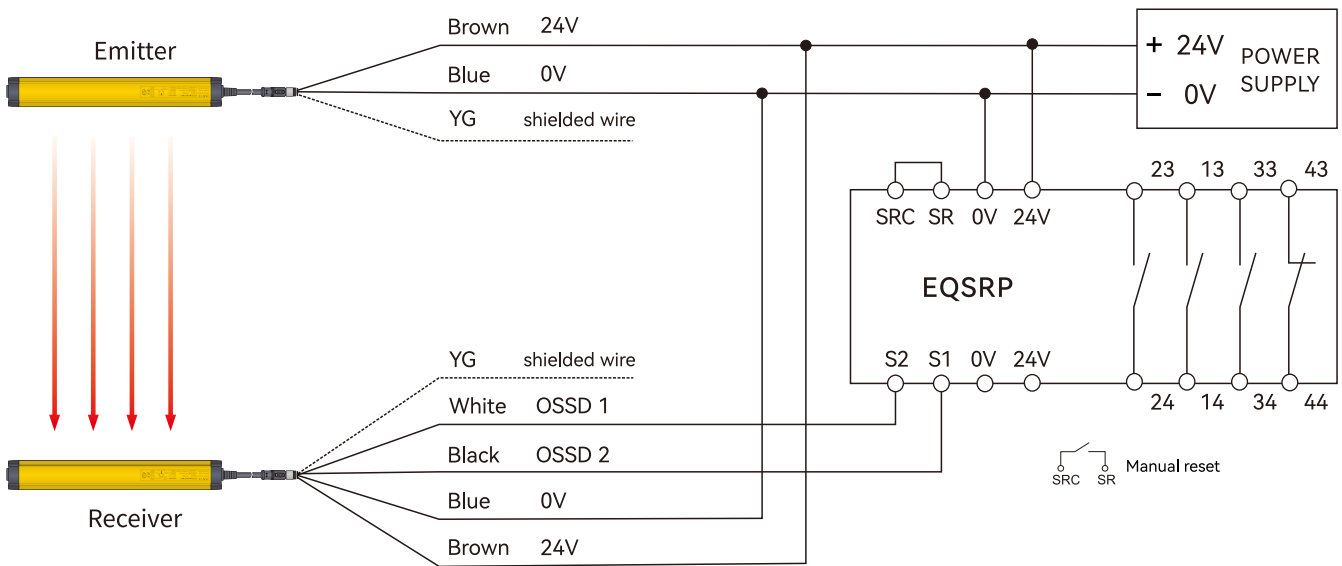 Emitter
Brown 24V
Blue 0V
YG shielded wire
+ 24V
− 0V
POWER
SUPPLY
23 13 33 43
SRC SR 0V 24V
EQSRP
S2 S1 0V 24V
24 14 34 44
YG shielded wire
White OSSD 1
Black OSSD 2
Blue 0V
Brown 24V
Receiver
SRC SR Manual reset